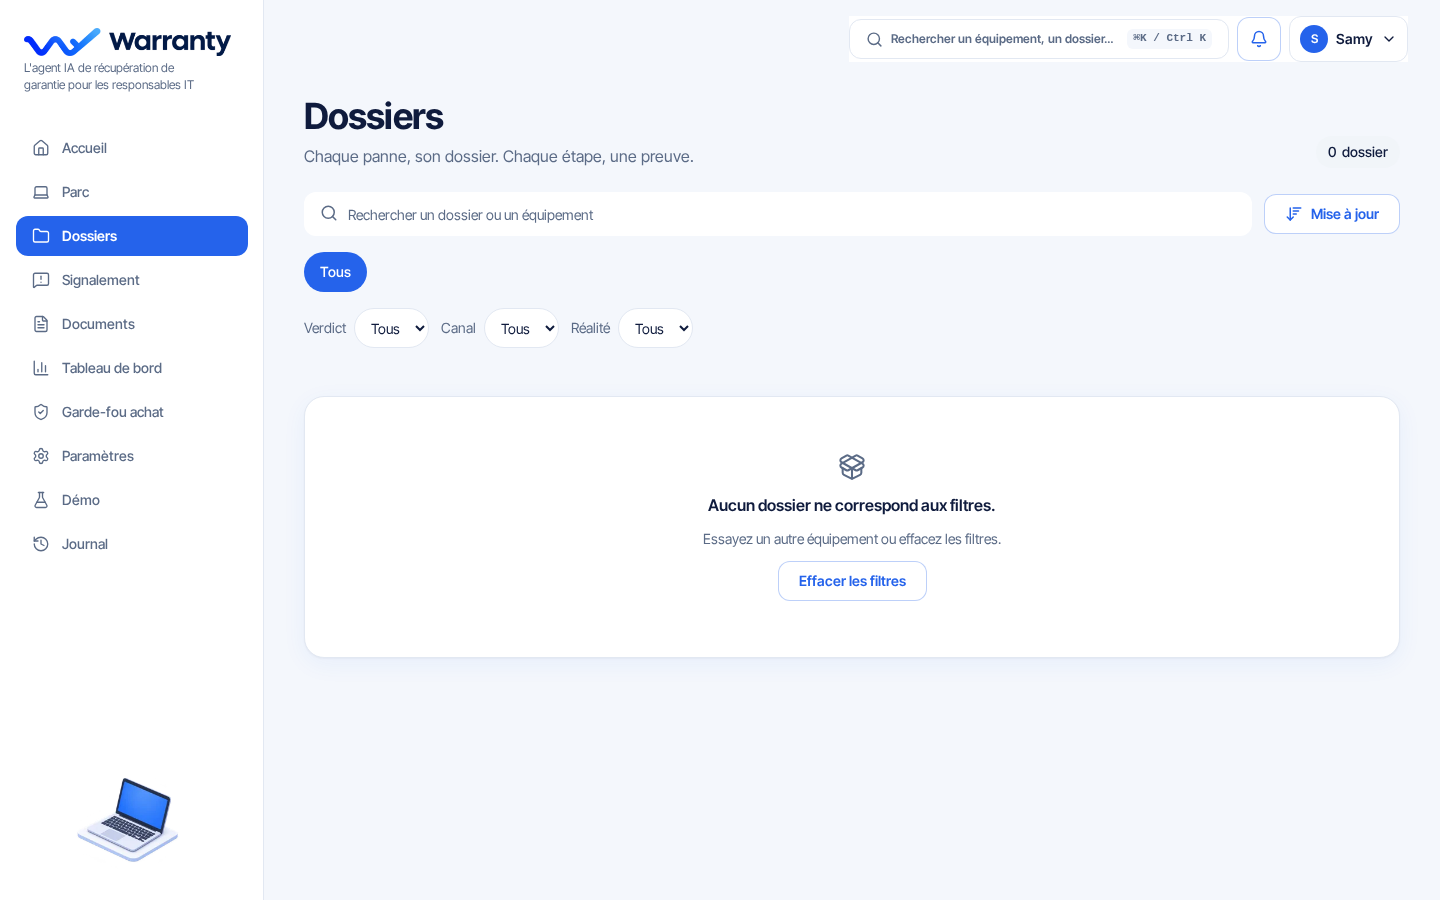 Warranty
L'agent IA de récupération de
garantie pour les responsables IT
Accueil
Parc
Dossiers
Signalement
Documents
Tableau de bord
Garde-fou achat
Paramètres
Démo
Journal
Rechercher un équipement, un dossier... ⌘K / Ctrl K
S Samy
Dossiers
Chaque panne, son dossier. Chaque étape, une preuve.
0 dossier
Rechercher un dossier ou un équipement
Mise à jour
Tous
Verdict Tous Canal Tous Réalité Tous
Aucun dossier ne correspond aux filtres.
Essayez un autre équipement ou effacez les filtres.
Effacer les filtres